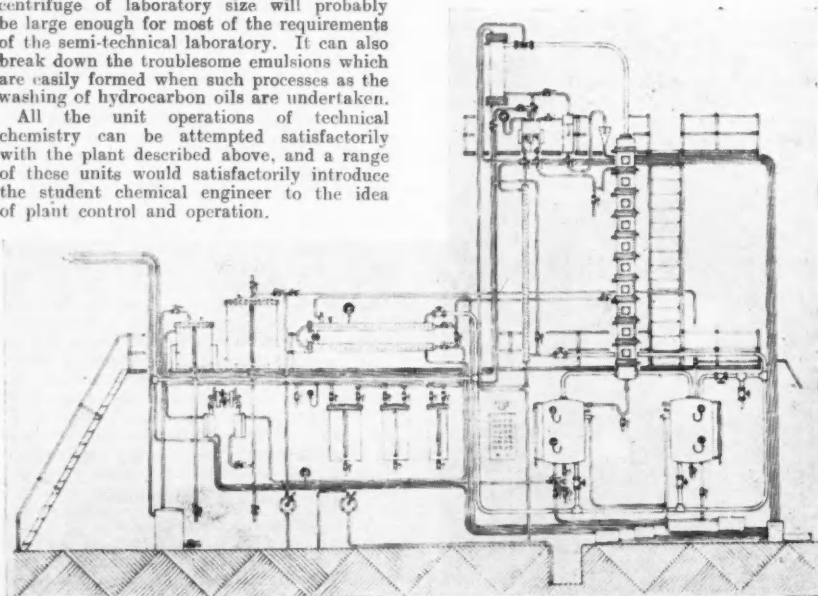 centrifuge of laboratory size will probably
be large enough for most of the requirements
of the semi-technical laboratory. It can also
break down the troublesome emulsions which
are easily formed when such processes as the
washing of hydrocarbon oils are undertaken.
All the unit operations of technical
chemistry can be attempted satisfactorily
with the plant described above, and a range
of these units would satisfactorily introduce
the student chemical engineer to the idea
of plant control and operation.